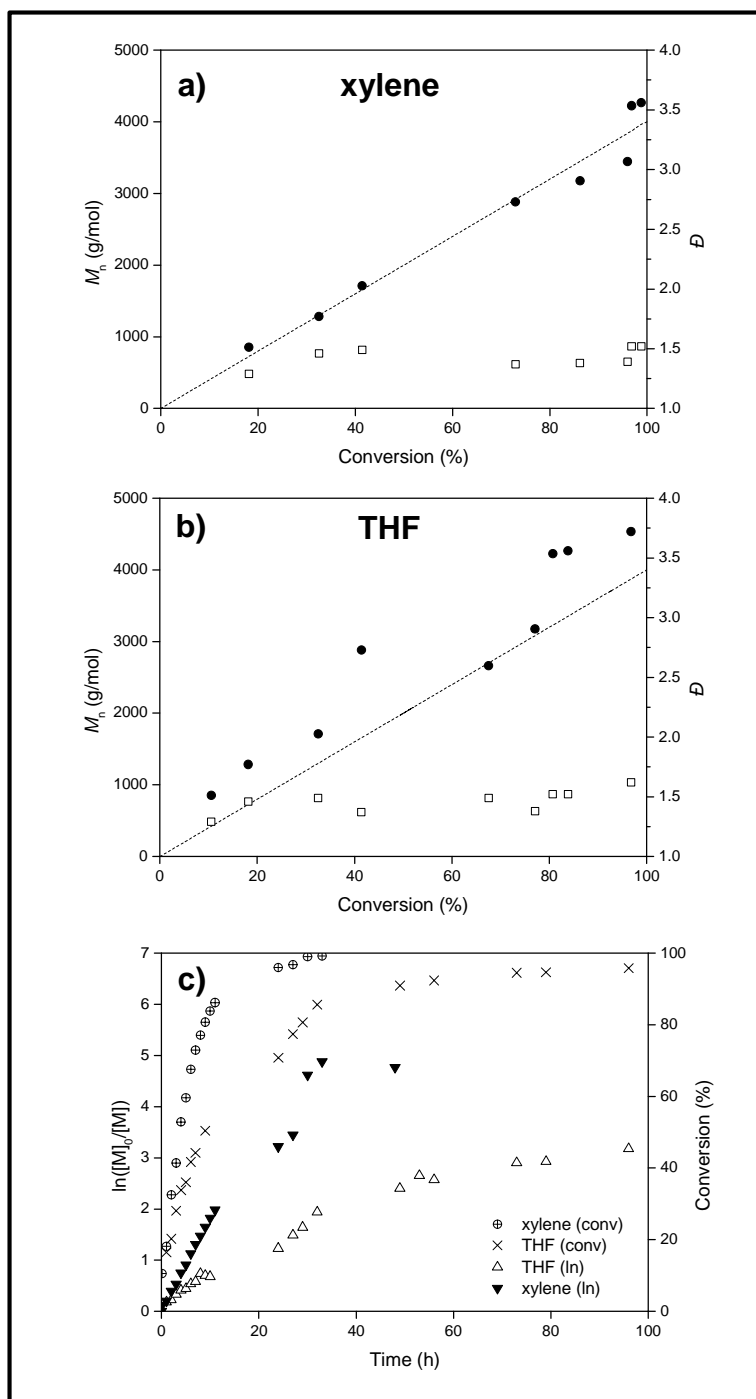 a)
xylene
5000
4000
3000
2000
1000
0
Mn (g/mol)
4.0
3.5
3.0
2.5
2.0
1.5
1.0
Đ
0 20 40 60 80 100
Conversion (%)
b)
THF
5000
4000
3000
2000
1000
0
Mn (g/mol)
4.0
3.5
3.0
2.5
2.0
1.5
1.0
Đ
0 20 40 60 80 100
Conversion (%)
c)
7
6
5
4
3
2
1
0
ln([M]0/[M])
100
80
60
40
20
0
Conversion (%)
xylene (conv)
THF (conv)
THF (ln)
xylene (ln)
0 20 40 60 80 100
Time (h)